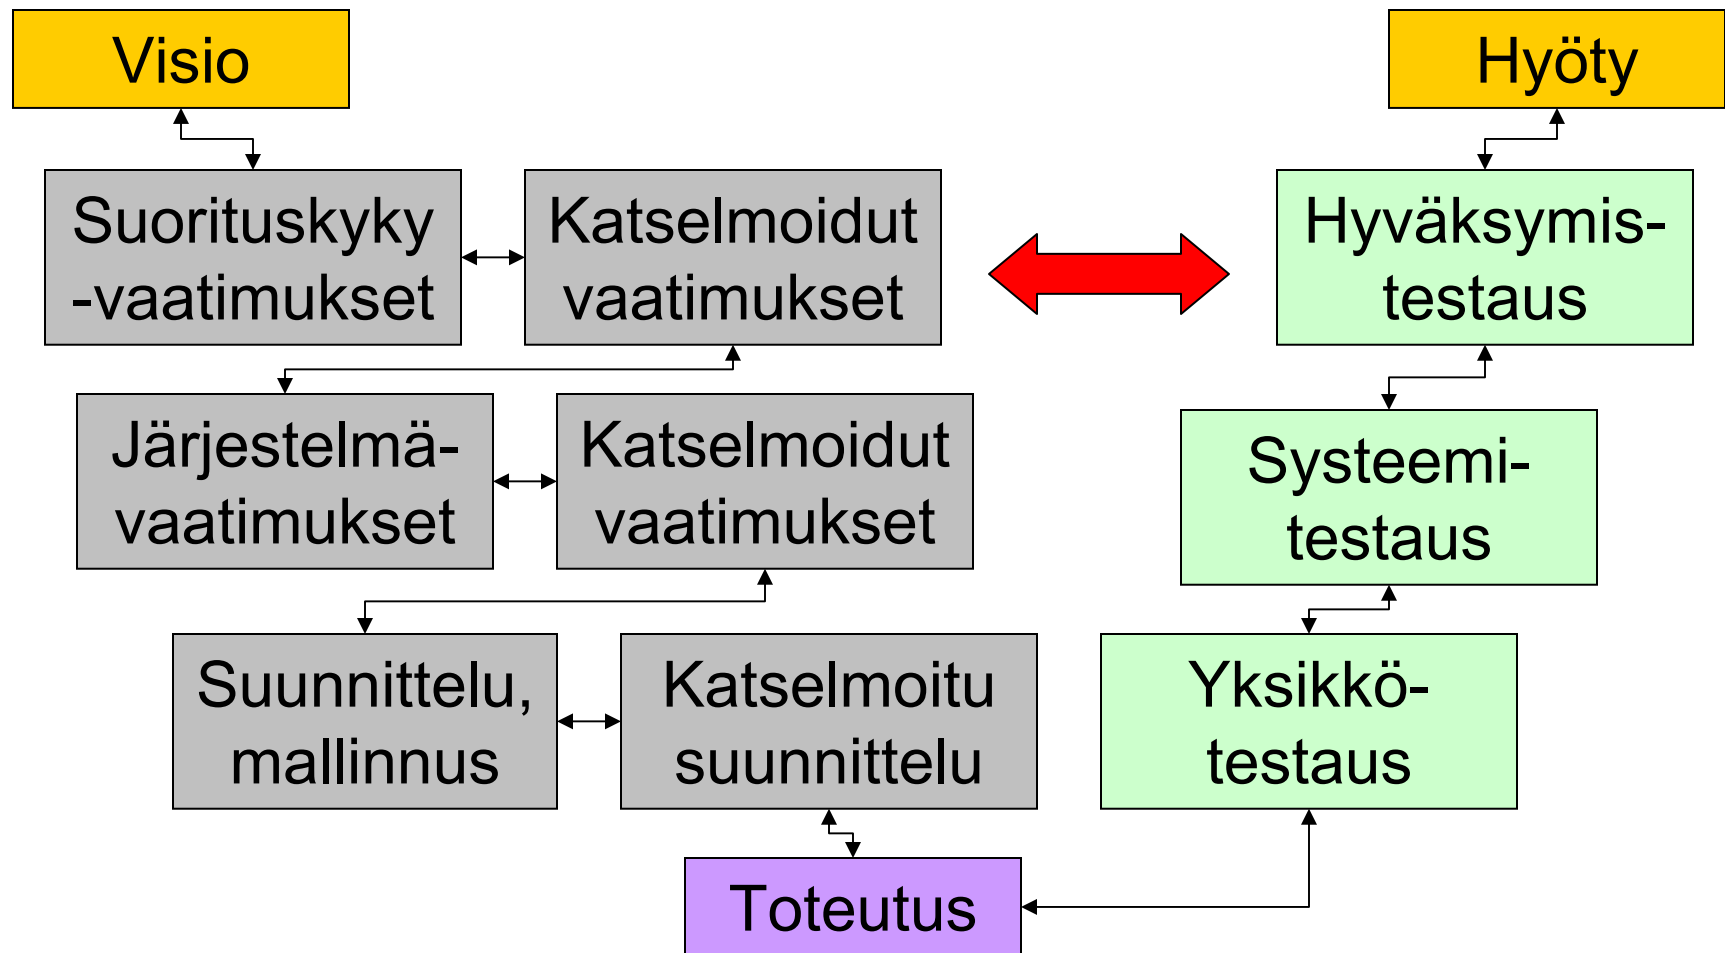 Visio
Hyöty
Suorituskyky
-vaatimukset
Katselmoidut
vaatimukset
Hyväksymis-
testaus
Järjestelmä-
vaatimukset
Katselmoidut
vaatimukset
Systeemi-
testaus
Suunnittelu,
mallinnus
Katselmoitu
suunnittelu
Yksikkö-
testaus
Toteutus